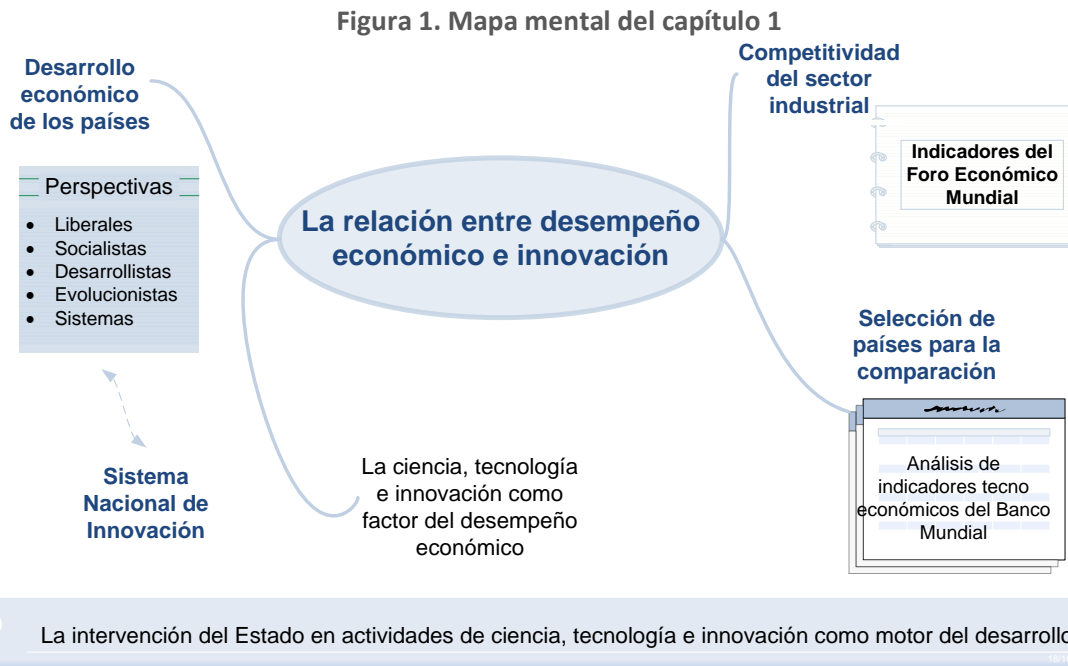 Figura 1. Mapa mental del capítulo 1
Desarrollo
económico
de los países
Perspectivas
• Liberales
• Socialistas
• Desarrollistas
• Evolucionistas
• Sistemas
Sistema
Nacional de
Innovación
La relación entre desempeño
económico e innovación
La ciencia, tecnología
e innovación como
factor del desempeño
económico
Competitividad
del sector
industrial
Indicadores del
Foro Económico
Mundial
Selección de
países para la
comparación
Análisis de
indicadores tecno
económicos del Banco
Mundial
La intervención del Estado en actividades de ciencia, tecnología e innovación como motor del desarrollo